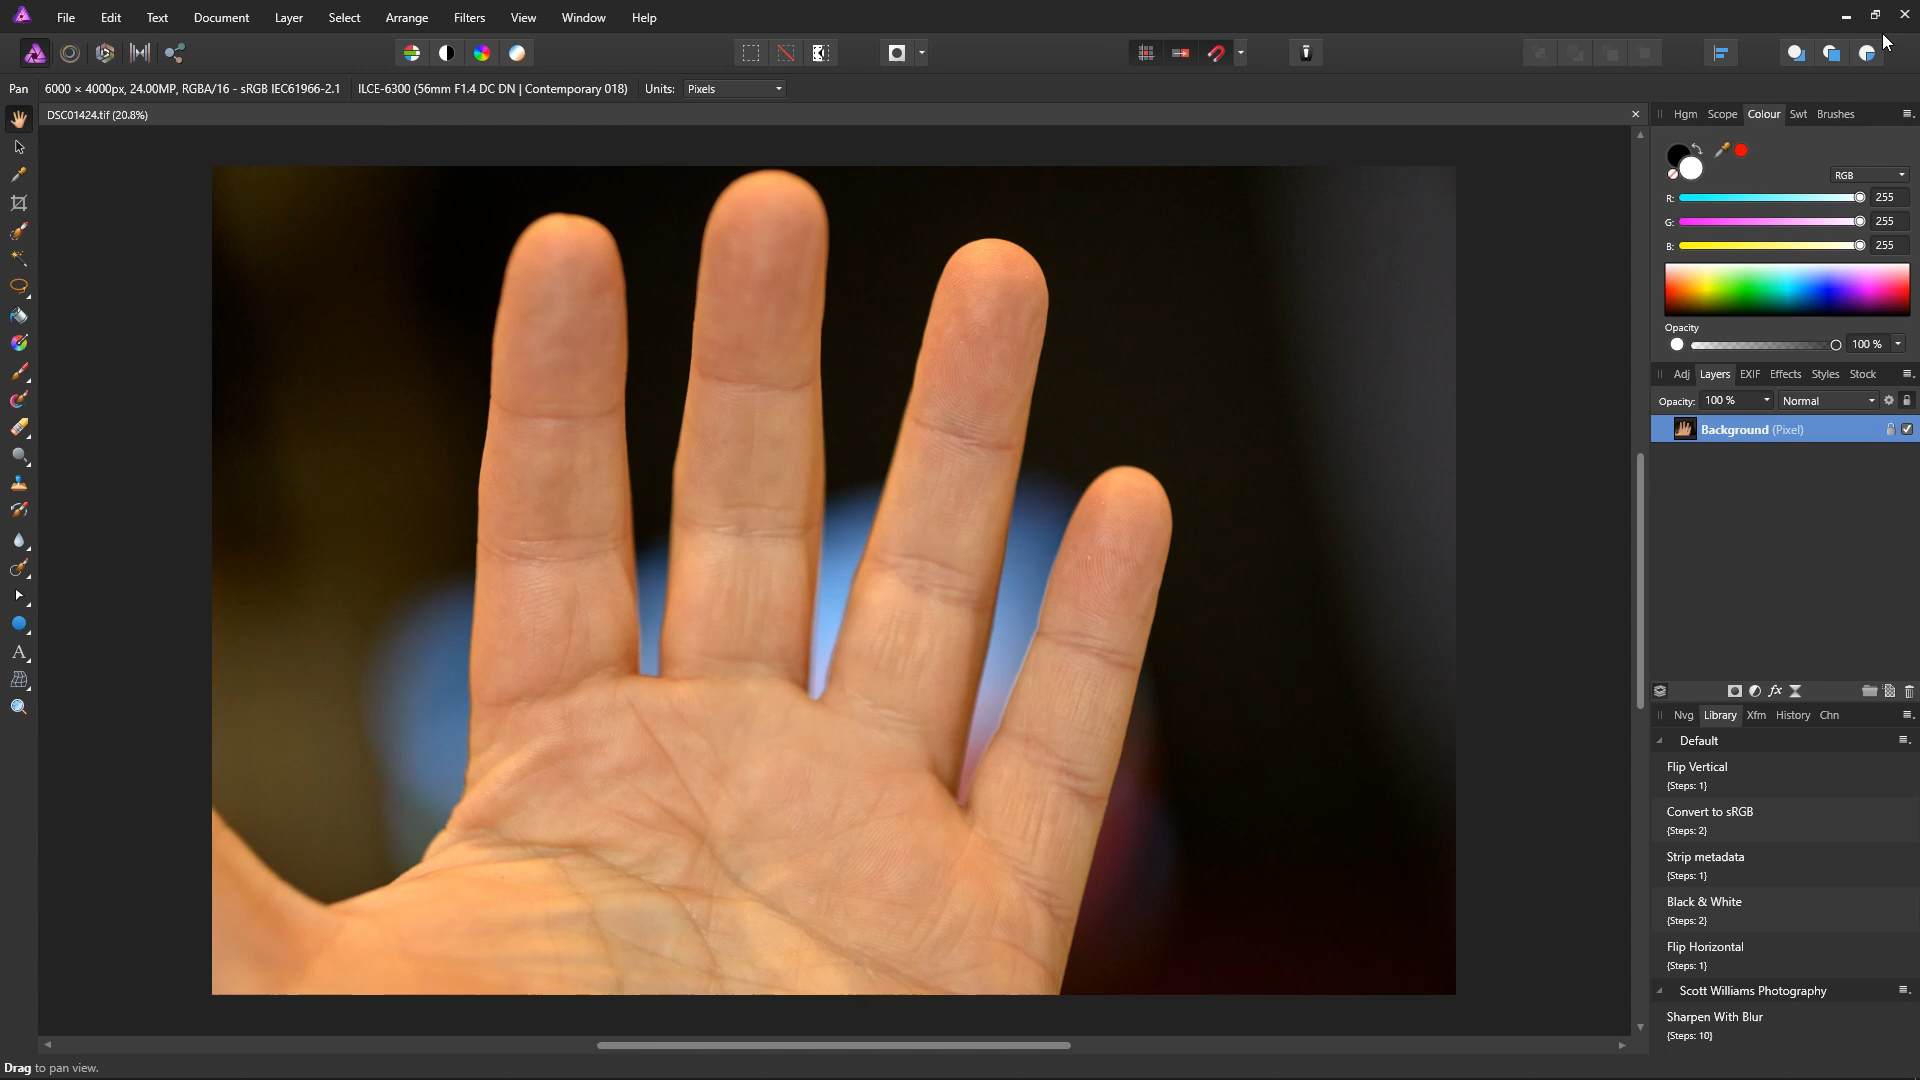 File Edit Text Document Layer Select Arrange Filters View Window Help
Pan 6000 × 4000px, 24.00MP, RGBA/16 - sRGB IEC61966-2.1 ILCE-6300 (56mm F1.4 DC DN | Contemporary 018) Units: Pixels
DSC01424.tif (20.8%)
Hgm Scope Colour Swt Brushes
RGB
R: 255
G: 255
B: 255
Opacity
100 %
Adj Layers EXIF Effects Styles Stock
Opacity: 100 % Normal
Background (Pixel)
Nvg Library Xfm History Chn
Default
Flip Vertical
{Steps: 1}
Convert to sRGB
{Steps: 2}
Strip metadata
{Steps: 1}
Black & White
{Steps: 2}
Flip Horizontal
{Steps: 1}
Scott Williams Photography
Sharpen With Blur
{Steps: 10}
Drag to pan view.